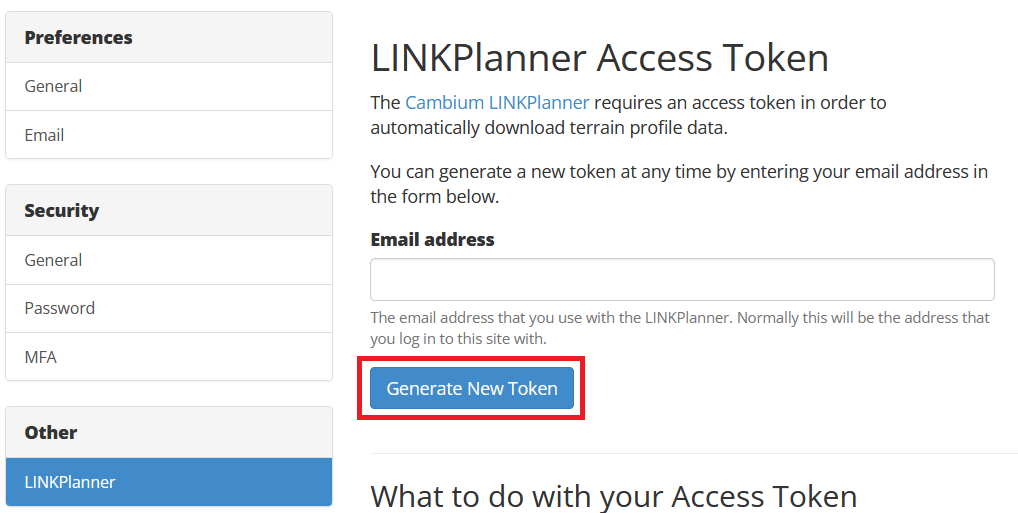 Preferences
General
Email
Security
General
Password
MFA
Other
LINKPlanner
LINKPlanner Access Token
The Cambium LINKPlanner requires an access token in order to
automatically download terrain profile data.
You can generate a new token at any time by entering your email address in
the form below.
Email address
The email address that you use with the LINKPlanner. Normally this will be the address that
you log in to this site with.
Generate New Token
What to do with your Access Token